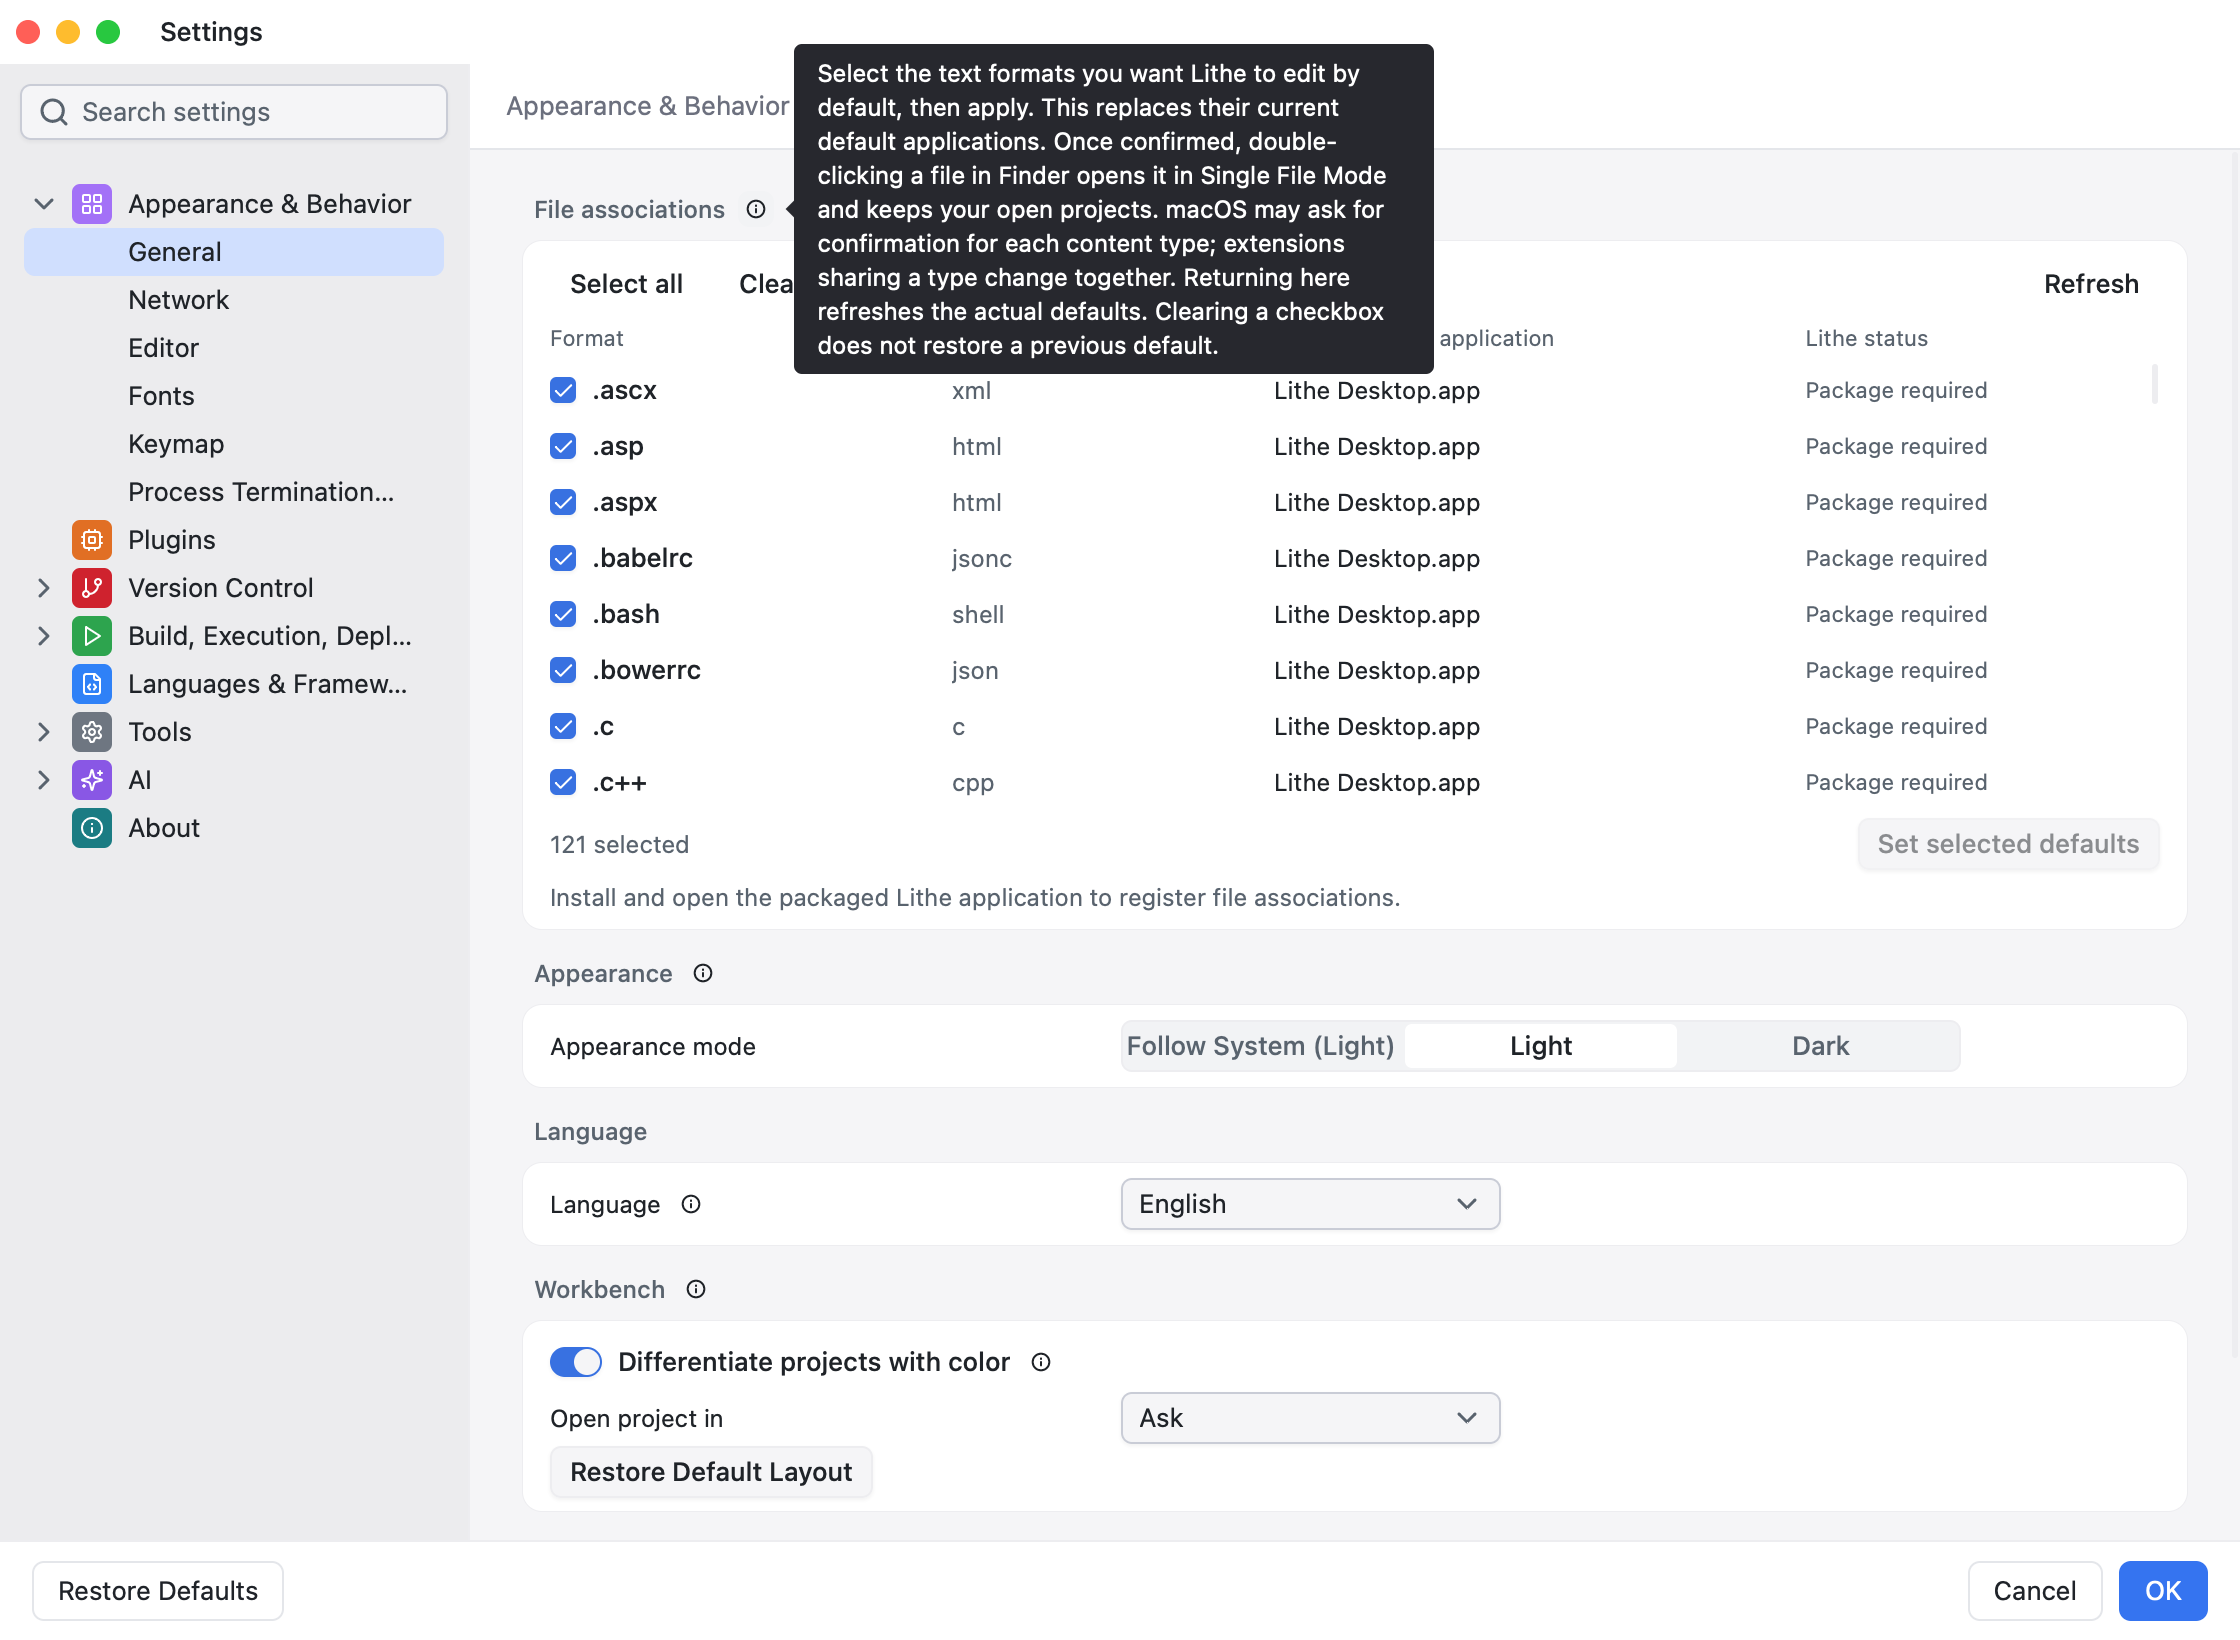 Settings
Search settings
Appearance & Behavior
General
Network
Editor
Fonts
Keymap
Process Termination...
Plugins
Version Control
Build, Execution, Depl...
Languages & Framew...
Tools
AI
About
Appearance & Behavior
Select the text formats you want Lithe to edit by
default, then apply. This replaces their current
default applications. Once confirmed, double-
clicking a file in Finder opens it in Single File Mode
and keeps your open projects. macOS may ask for
confirmation for each content type; extensions
sharing a type change together. Returning here
refreshes the actual defaults. Clearing a checkbox
does not restore a previous default.
File associations
Select all Clea Refresh
Format application Lithe status
.ascx xml Lithe Desktop.app Package required
.asp html Lithe Desktop.app Package required
.aspx html Lithe Desktop.app Package required
.babelrc jsonc Lithe Desktop.app Package required
.bash shell Lithe Desktop.app Package required
.bowerrc json Lithe Desktop.app Package required
.c c Lithe Desktop.app Package required
.c++ cpp Lithe Desktop.app Package required
121 selected Set selected defaults
Install and open the packaged Lithe application to register file associations.
Appearance
Appearance mode Follow System (Light) Light Dark
Language
Language English
Workbench
Differentiate projects with color
Open project in Ask
Restore Default Layout
Restore Defaults Cancel OK